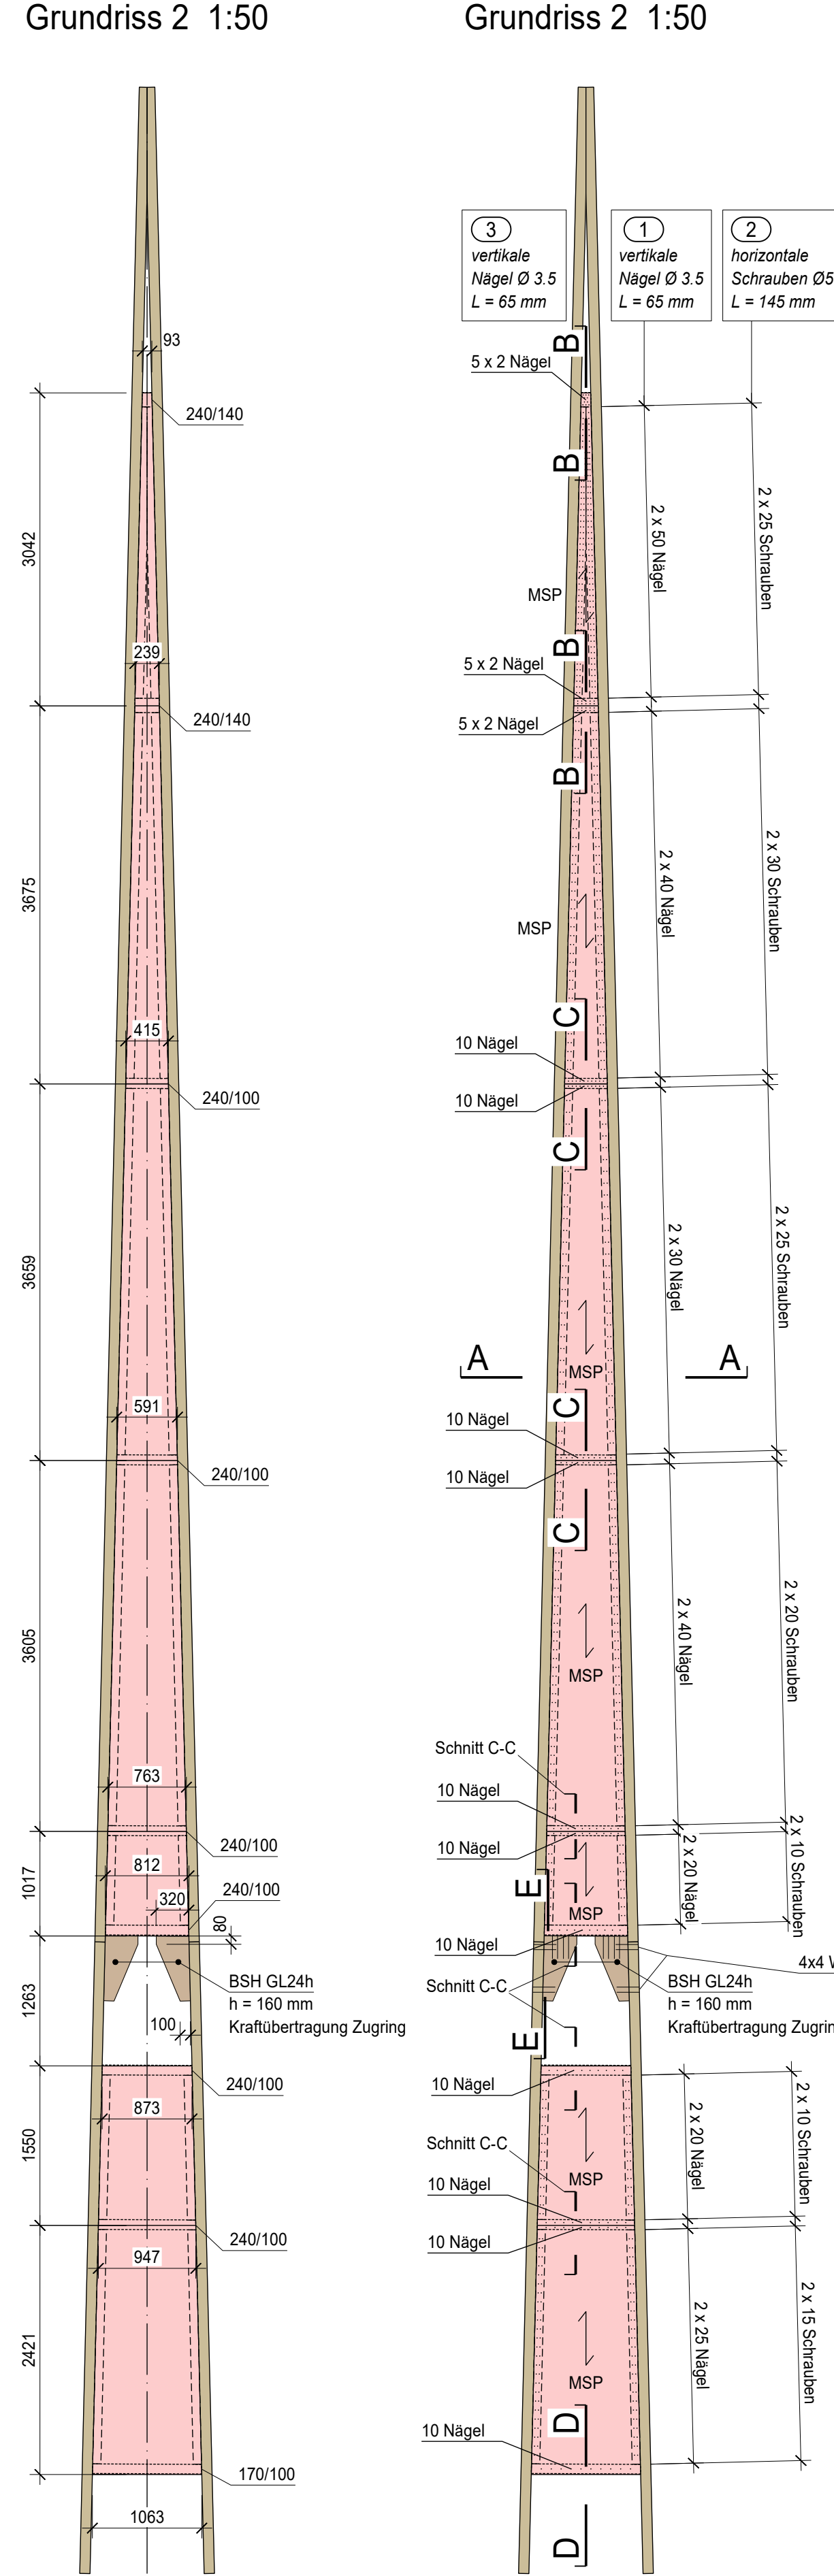 Grundriss 2 1:50
93
240/140
3042
239
240/140
3675
415
240/100
3659
591
240/100
3605
763
240/100
812
1017
240/100
320
80
BSH GL24h
h = 160 mm
Kraftübertragung Zugring
1263
100
240/100
873
1550
240/100
947
2421
170/100
1063
Grundriss 2 1:50
3
vertikale
Nägel Ø 3.5
L = 65 mm
1
vertikale
Nägel Ø 3.5
L = 65 mm
2
horizontale
Schrauben Ø5
L = 145 mm
B
5 x 2 Nägel
B
2 x 50 Nägel
2 x 25 Schrauben
MSP
B
5 x 2 Nägel
5 x 2 Nägel
B
2 x 40 Nägel
2 x 30 Schrauben
MSP
C
10 Nägel
10 Nägel
C
2 x 30 Nägel
2 x 25 Schrauben
A
A
MSP
C
10 Nägel
10 Nägel
C
2 x 40 Nägel
2 x 20 Schrauben
MSP
Schnitt C-C
10 Nägel
10 Nägel
2 x 20 Nägel
2 x 10 Schrauben
E
MSP
10 Nägel
4x4
Schnitt C-C
BSH GL24h
h = 160 mm
Kraftübertragung Zugrin
E
10 Nägel
2 x 20 Nägel
2 x 10 Schrauben
Schnitt C-C
MSP
10 Nägel
10 Nägel
2 x 25 Nägel
2 x 15 Schrauben
MSP
D
10 Nägel
D